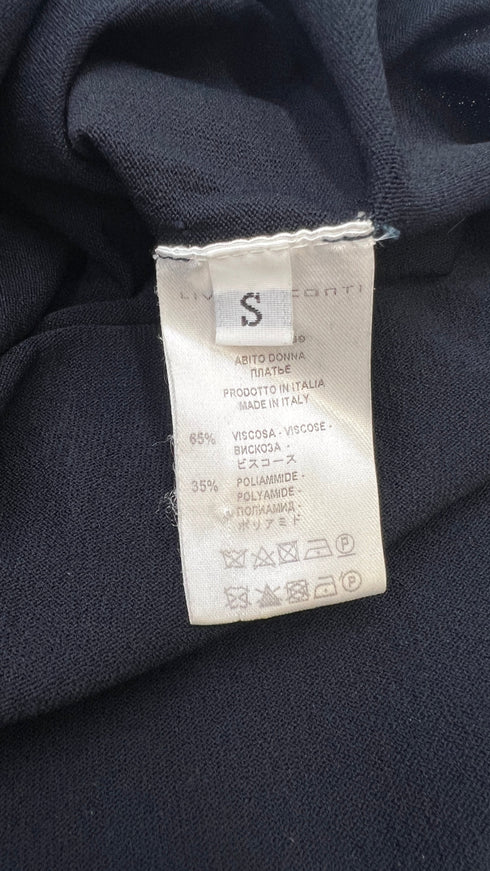 S
ABITO DONNA
ПЛАТЬЕ
PRODOTTO IN ITALIA
MADE IN ITALY
65% VISCOSA - VISCOSE -
ВИСКОЗА -
ビスコース
35% POLIAMMIDE -
POLYAMIDE -
ПОЛИАМИД -
ポリアミド
P
P